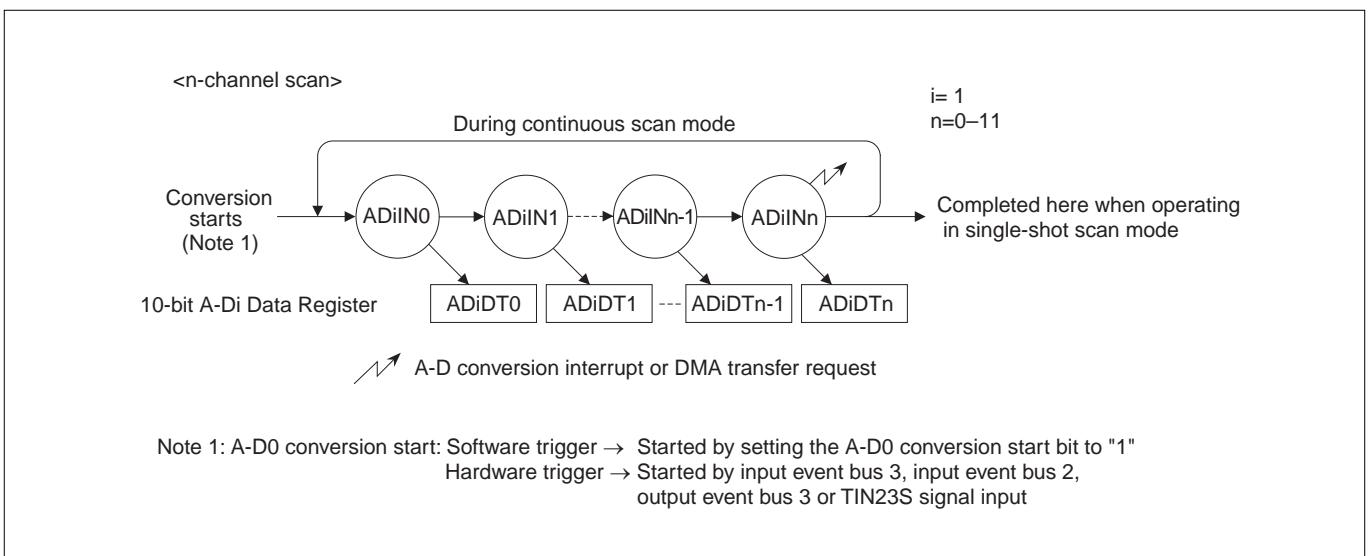 <n-channel scan>
i= 1
n=0–11
During continuous scan mode
Conversion
starts
(Note 1)
ADiIN0
ADiIN1
ADiINn-1
ADiINn
Completed here when operating
in single-shot scan mode
10-bit A-Di Data Register
ADiDT0
ADiDT1
ADiDTn-1
ADiDTn
A-D conversion interrupt or DMA transfer request
Note 1: A-D0 conversion start: Software trigger → Started by setting the A-D0 conversion start bit to "1"
Hardware trigger → Started by input event bus 3, input event bus 2,
output event bus 3 or TIN23S signal input